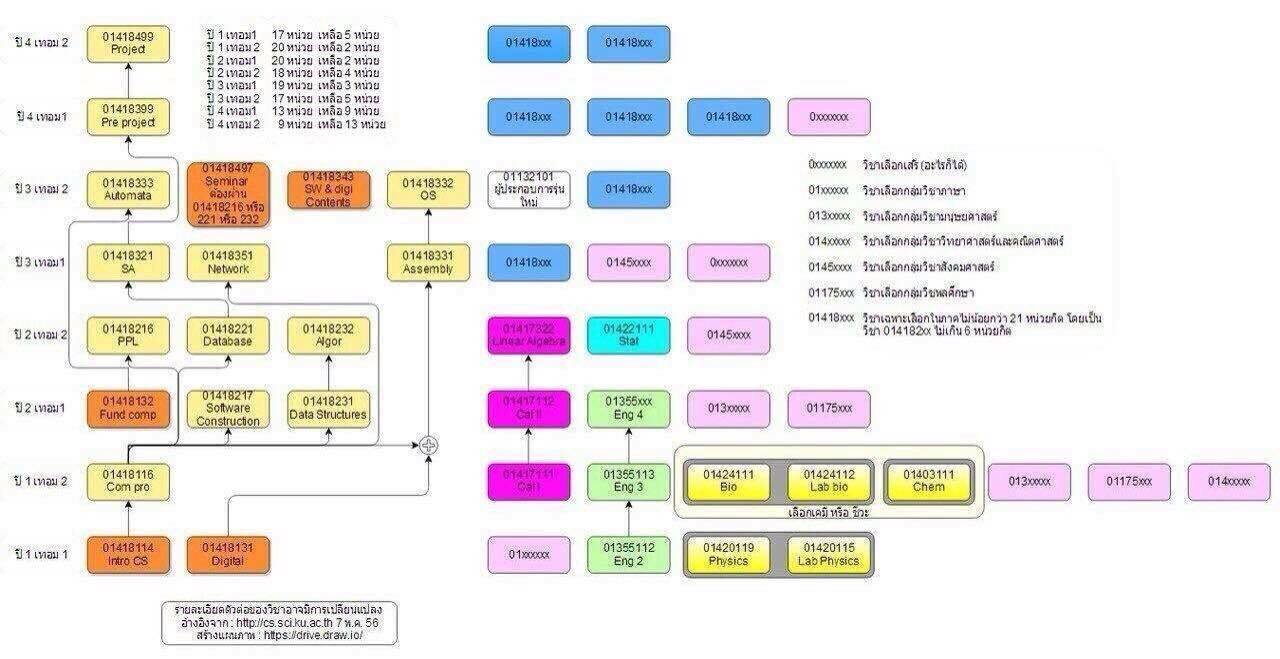 ปี 4 เทอม 2
01418499
Project
ปี 1 เทอม1 17 หน่วย เหลือ 5 หน่วย
ปี 1 เทอม 2 20 หน่วย เหลือ 2 หน่วย
ปี 2 เทอม1 20 หน่วย เหลือ 2 หน่วย
ปี 2 เทอม 2 18 หน่วย เหลือ 4 หน่วย
ปี 3 เทอม1 19 หน่วย เหลือ 3 หน่วย
ปี 3 เทอม 2 17 หน่วย เหลือ 5 หน่วย
ปี 4 เทอม1 13 หน่วย เหลือ 9 หน่วย
ปี 4 เทอม 2 9 หน่วย เหลือ 13 หน่วย
01418xxx
01418xxx
ปี 4 เทอม1
01418399
Pre project
01418xxx
01418xxx
01418xxx
0xxxxxxx
ปี 3 เทอม 2
01418333
Automata
01418497
Seminar
ต้องผ่าน
01418216 หรือ
221 หรือ 232
01418343
SW & digi
Contents
01418332
OS
01132101
ผู้ประกอบการรุ่น
ใหม่
01418xxx
0xxxxxxx วิชาเลือกเสรี (อะไรก็ได้)
01xxxxxx วิชาเลือกกลุ่มวิชาภาษา
013xxxxx วิชาเลือกกลุ่มวิชามนุษยศาสตร์
014xxxxx วิชาเลือกกลุ่มวิชาวิทยาศาสตร์และคณิตศาสตร์
0145xxxx วิชาเลือกกลุ่มวิชาสังคมศาสตร์
01175xxx วิชาเลือกกลุ่มวิชพลศึกษา
01418xxx วิชาเฉพาะเลือกในภาคไม่น้อยกว่า 21 หน่วยกิต โดยเป็น
วิชา 014182xx ไม่เกิน 6 หน่วยกิต
ปี 3 เทอม1
01418321
SA
01418351
Network
01418331
Assembly
01418xxx
0145xxxx
0xxxxxxx
ปี 2 เทอม 2
01418216
PPL
01418221
Database
01418232
Algor
01417322
Linear Algebra
01422111
Stat
0145xxxx
ปี 2 เทอม1
01418132
Fund comp
01418217
Software
Construction
01418231
Data Structures
01417112
Cal II
01355xxx
Eng 4
013xxxxx
01175xxx
ปี 1 เทอม 2
01418116
Com pro
01417111
Cal I
01355113
Eng 3
01424111
Bio
01424112
Lab bio
01403111
Chem
เลือกเคมี หรือ ชีวะ
013xxxxx
01175xxx
014xxxxx
ปี 1 เทอม 1
01418114
Intro CS
01418131
Digital
01xxxxxx
01355112
Eng 2
01420119
Physics
01420115
Lab Physics
รายละเอียดตัวต่อของวิชาอาจมีการเปลี่ยนแปลง
อ้างอิงจาก : http://cs.sci.ku.ac.th 7 พ.ค. 56
สร้างแผนภาพ : https://drive.draw.io/